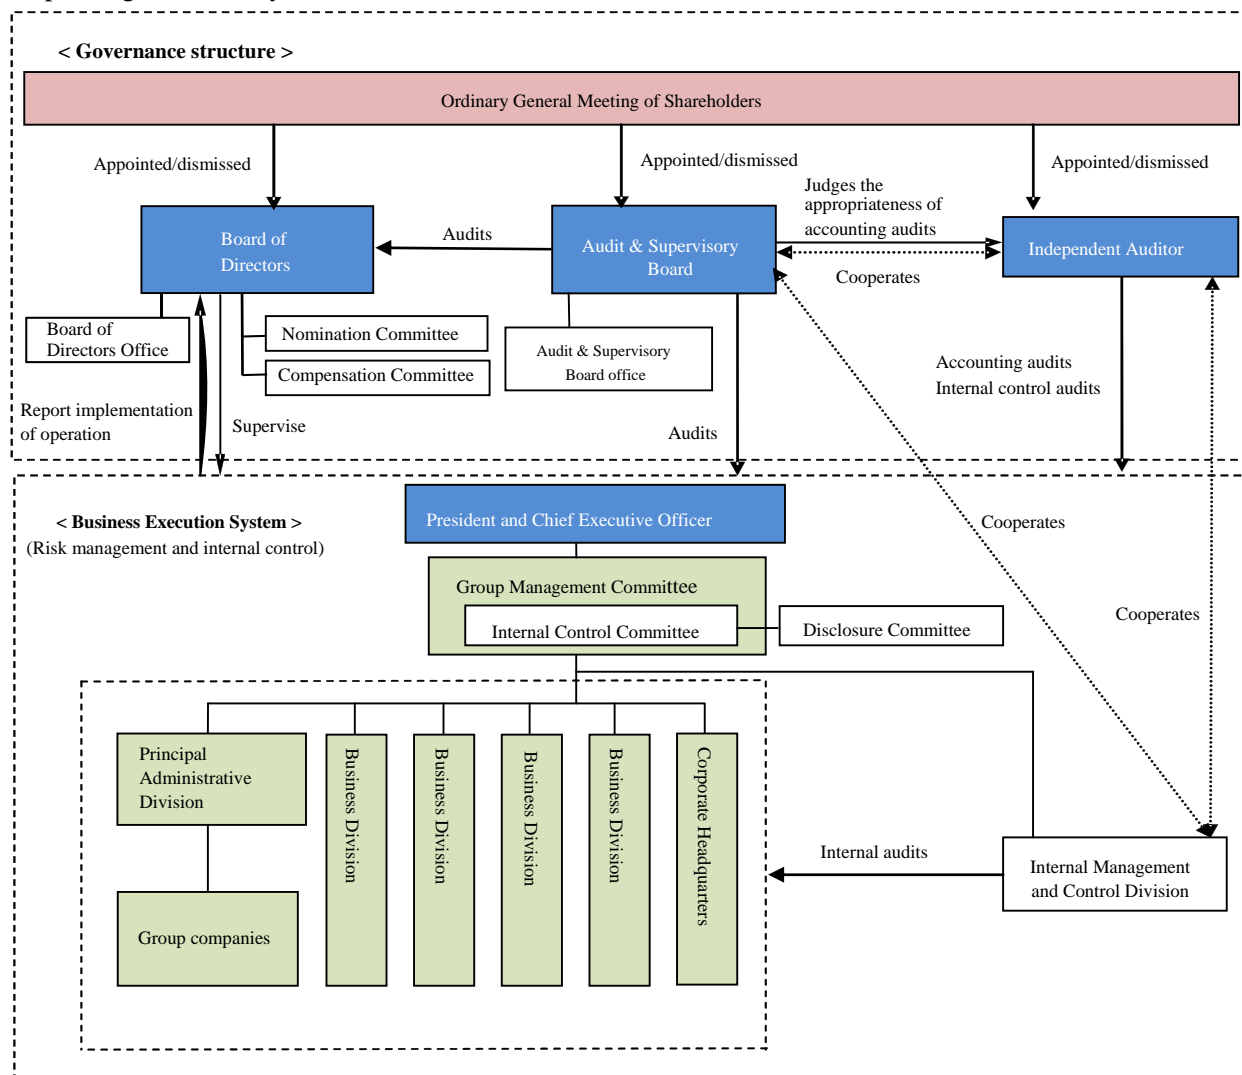 < Governance structure >
Ordinary General Meeting of Shareholders
Appointed/dismissed
Appointed/dismissed
Appointed/dismissed
Judges the
appropriateness of
accounting audits
Board of
Directors
Audits
Audit & Supervisory
Board
Independent Auditor
Cooperates
Board of
Directors Office
Nomination Committee
Compensation Committee
Audit & Supervisory
Board office
Accounting audits
Internal control audits
Report implementation
of operation
Supervise
Audits
< Business Execution System >
(Risk management and internal control)
President and Chief Executive Officer
Cooperates
Group Management Committee
Internal Control Committee
Disclosure Committee
Cooperates
Principal
Administrative
Division
Business Division
Business Division
Business Division
Business Division
Corporate Headquarters
Group companies
Internal audits
Internal Management
and Control Division